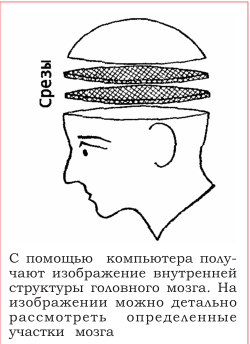 Срезы
С помощью компьютера полу-
чают изображение внутренней
структуры головного мозга. На
изображении можно детально
рассмотреть определенные
участки мозга